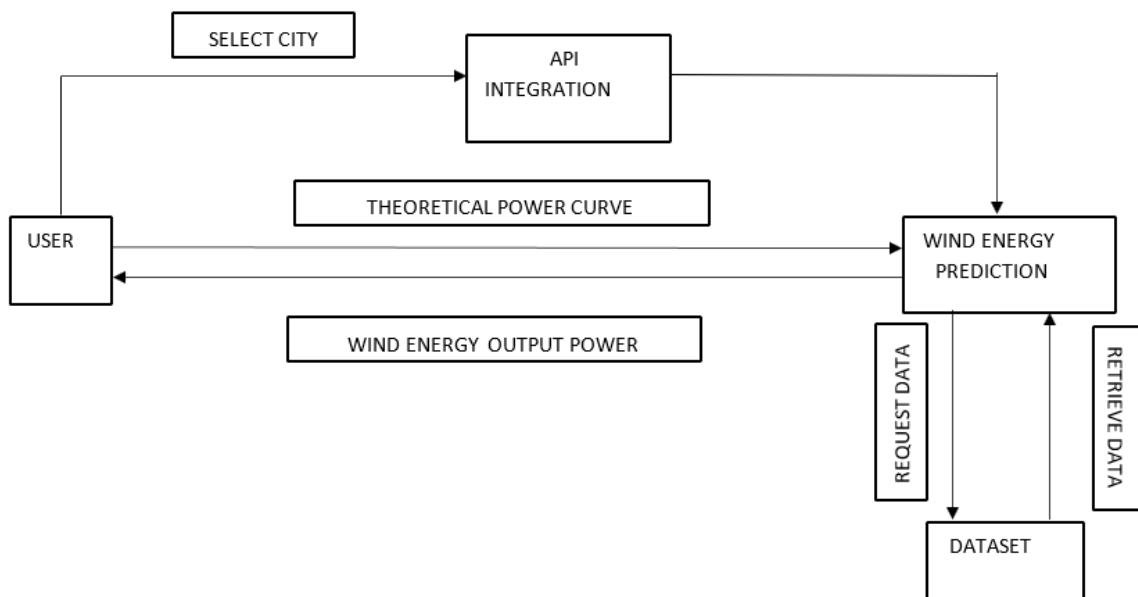 SELECT CITY
API
INTEGRATION
THEORETICAL POWER CURVE
USER
WIND ENERGY
PREDICTION
WIND ENERGY OUTPUT POWER
REQUEST DATA
RETRIEVE DATA
DATASET